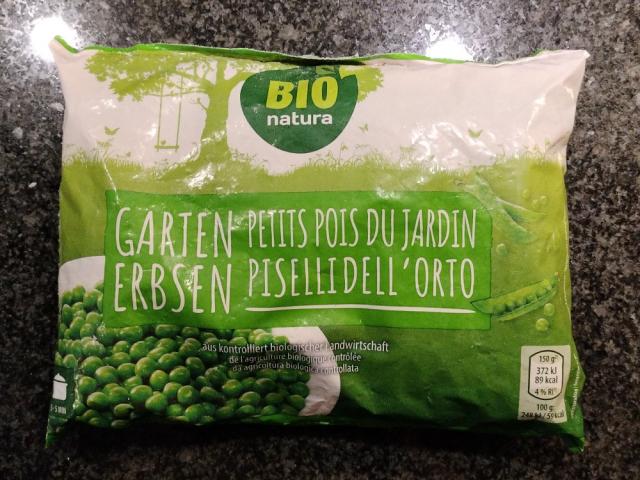 BIO
natura
GARTEN
ERBSEN
PETITS POIS DU JARDIN
PISELLI DELL'ORTO
aus kontrolliert biologischer Landwirtschaft
de l'agriculture biologique contrôlée
da agricoltura biologica controllata
MIN
150 g:
372 kJ
89 kcal
4 % RI
100 g: